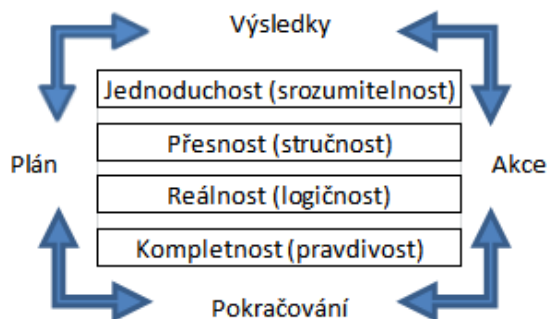 Výsledky
Jednoduchost (srozumitelnost)
Přesnost (stručnost)
Plán
Akce
Reálnost (logičnost)
Kompletnost (pravdivost)
Pokračování